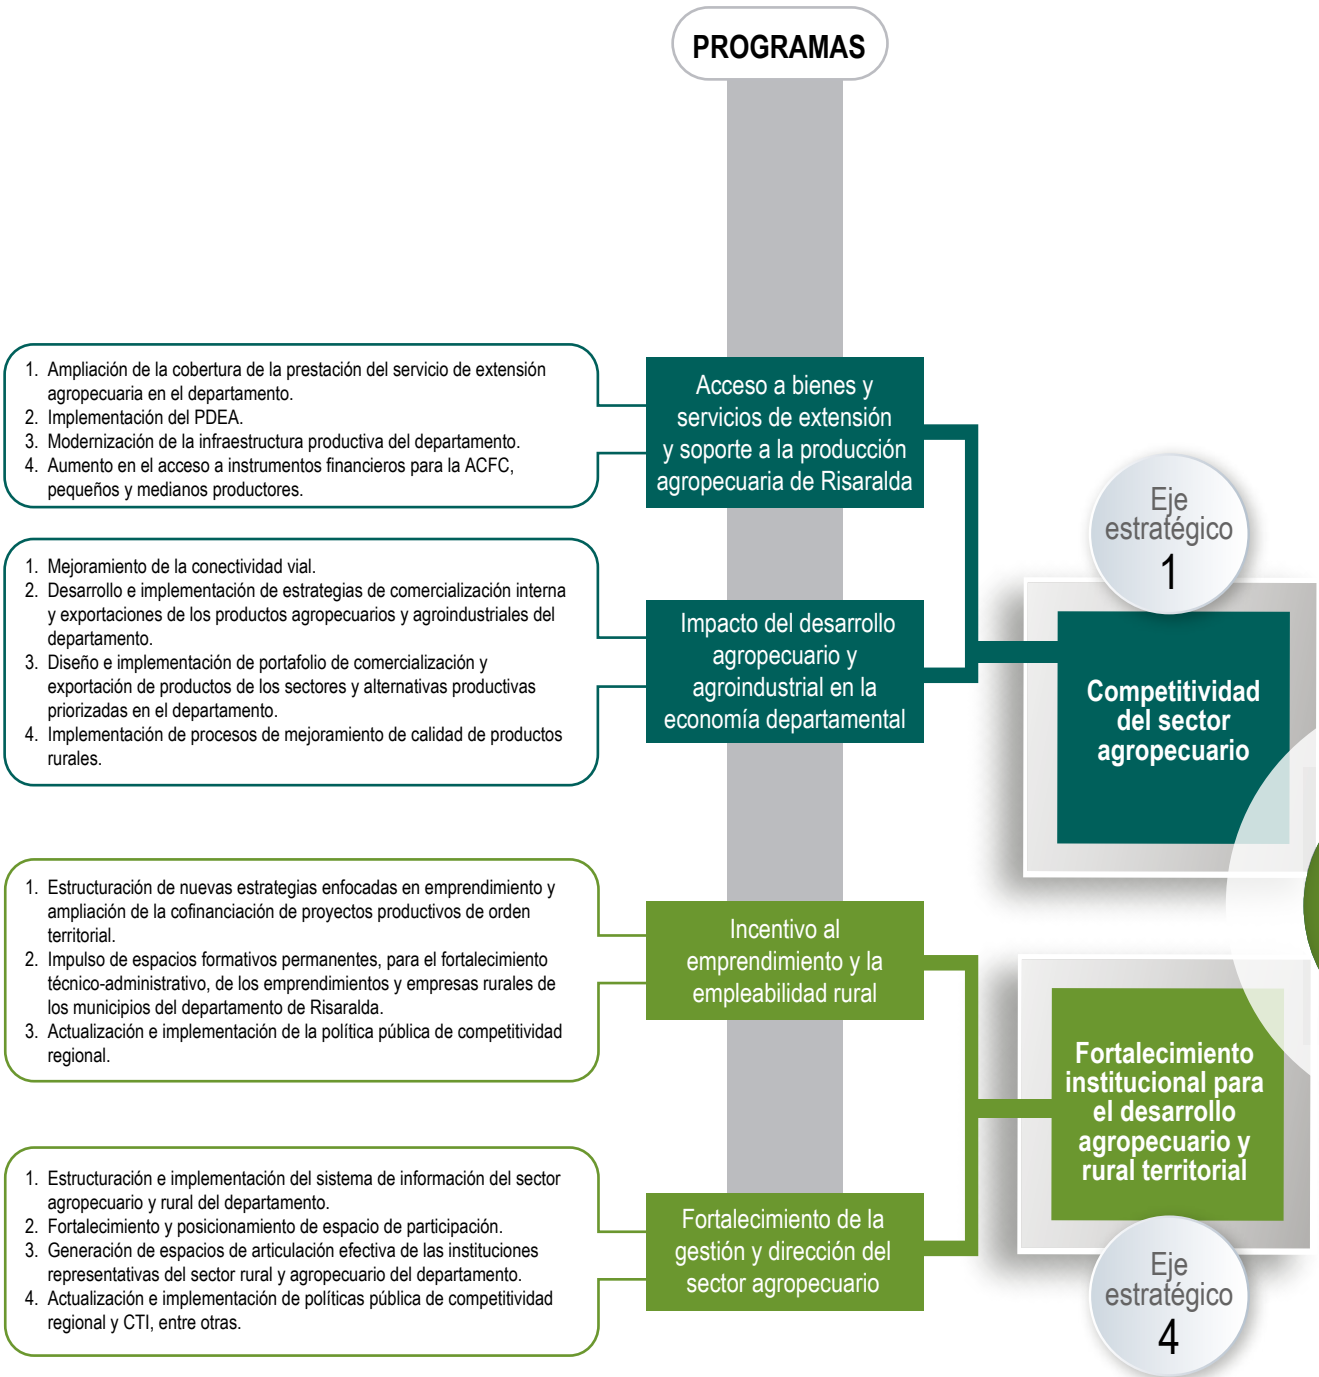 PROGRAMAS
1. Ampliación de la cobertura de la prestación del servicio de extensión
agropecuaria en el departamento.
2. Implementación del PDEA.
3. Modernización de la infraestructura productiva del departamento.
4. Aumento en el acceso a instrumentos financieros para la ACFC,
pequeños y medianos productores.
Acceso a bienes y
servicios de extensión
y soporte a la producción
agropecuaria de Risaralda
1. Mejoramiento de la conectividad vial.
2. Desarrollo e implementación de estrategias de comercialización interna
y exportaciones de los productos agropecuarios y agroindustriales del
departamento.
3. Diseño e implementación de portafolio de comercialización y
exportación de productos de los sectores y alternativas productivas
priorizadas en el departamento.
4. Implementación de procesos de mejoramiento de calidad de productos
rurales.
Impacto del desarrollo
agropecuario y
agroindustrial en la
economía departamental
Eje
estratégico
1
Competitividad
del sector
agropecuario
1. Estructuración de nuevas estrategias enfocadas en emprendimiento y
ampliación de la cofinanciación de proyectos productivos de orden
territorial.
2. Impulso de espacios formativos permanentes, para el fortalecimiento
técnico-administrativo, de los emprendimientos y empresas rurales de
los municipios del departamento de Risaralda.
3. Actualización e implementación de la política pública de competitividad
regional.
Incentivo al
emprendimiento y la
empleabilidad rural
1. Estructuración e implementación del sistema de información del sector
agropecuario y rural del departamento.
2. Fortalecimiento y posicionamiento de espacio de participación.
3. Generación de espacios de articulación efectiva de las instituciones
representativas del sector rural y agropecuario del departamento.
4. Actualización e implementación de políticas pública de competitividad
regional y CTI, entre otras.
Fortalecimiento de la
gestión y dirección del
sector agropecuario
Fortalecimiento
institucional para
el desarrollo
agropecuario y
rural territorial
Eje
estratégico
4